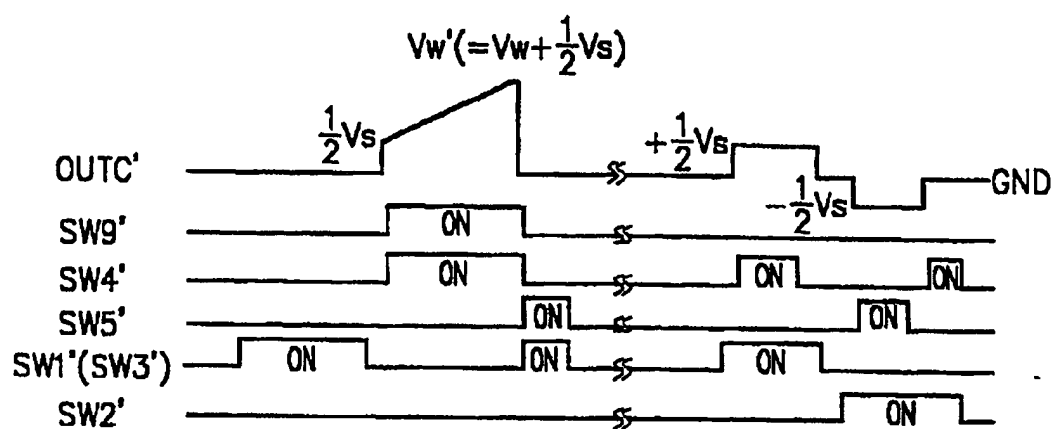 Vw'(=Vw+1/2Vs)
1/2Vs
+1/2Vs
OUTC'
GND
-1/2Vs
SW9' ON
SW4' ON ON ON
SW5' ON ON
SW1'(SW3') ON ON ON
SW2' ON